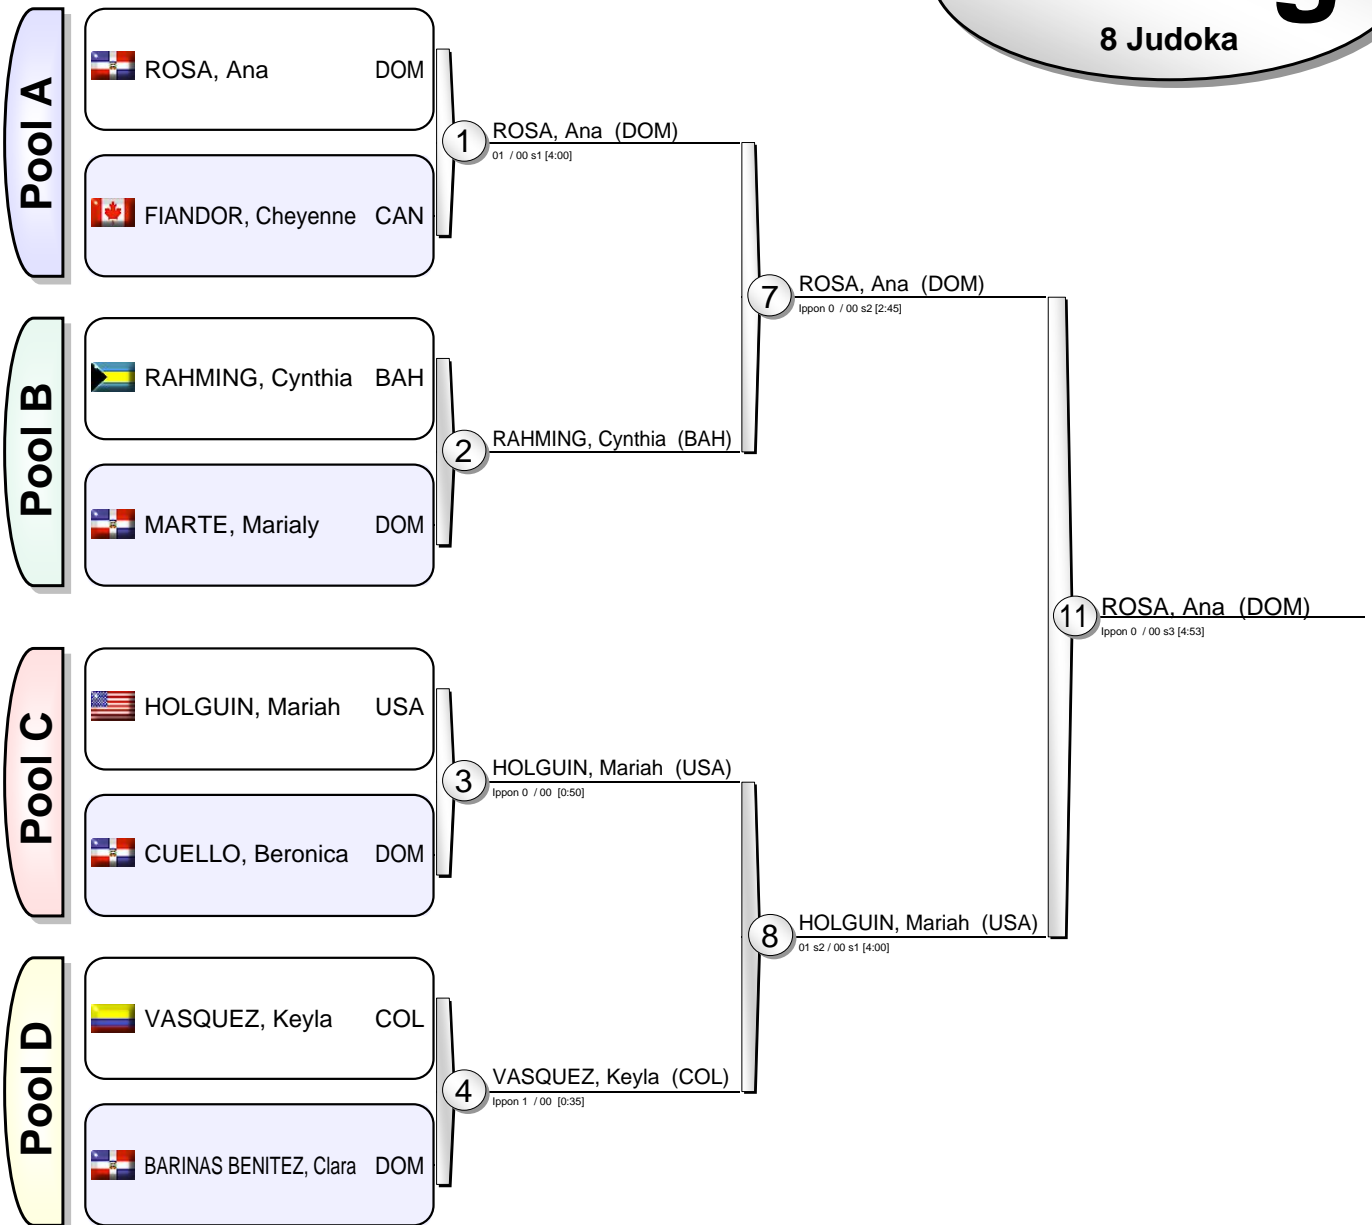 8 Judoka
Pool A
ROSA, Ana DOM
FIANDOR, Cheyenne CAN
1 ROSA, Ana (DOM)
01 / 00 s1 [4:00]
7 ROSA, Ana (DOM)
Ippon 0 / 00 s2 [2:45]
Pool B
RAHMING, Cynthia BAH
MARTE, Marialy DOM
2 RAHMING, Cynthia (BAH)
11 ROSA, Ana (DOM)
Ippon 0 / 00 s3 [4:53]
Pool C
HOLGUIN, Mariah USA
CUELLO, Beronica DOM
3 HOLGUIN, Mariah (USA)
Ippon 0 / 00 [0:50]
8 HOLGUIN, Mariah (USA)
01 s2 / 00 s1 [4:00]
Pool D
VASQUEZ, Keyla COL
BARINAS BENITEZ, Clara DOM
4 VASQUEZ, Keyla (COL)
Ippon 1 / 00 [0:35]